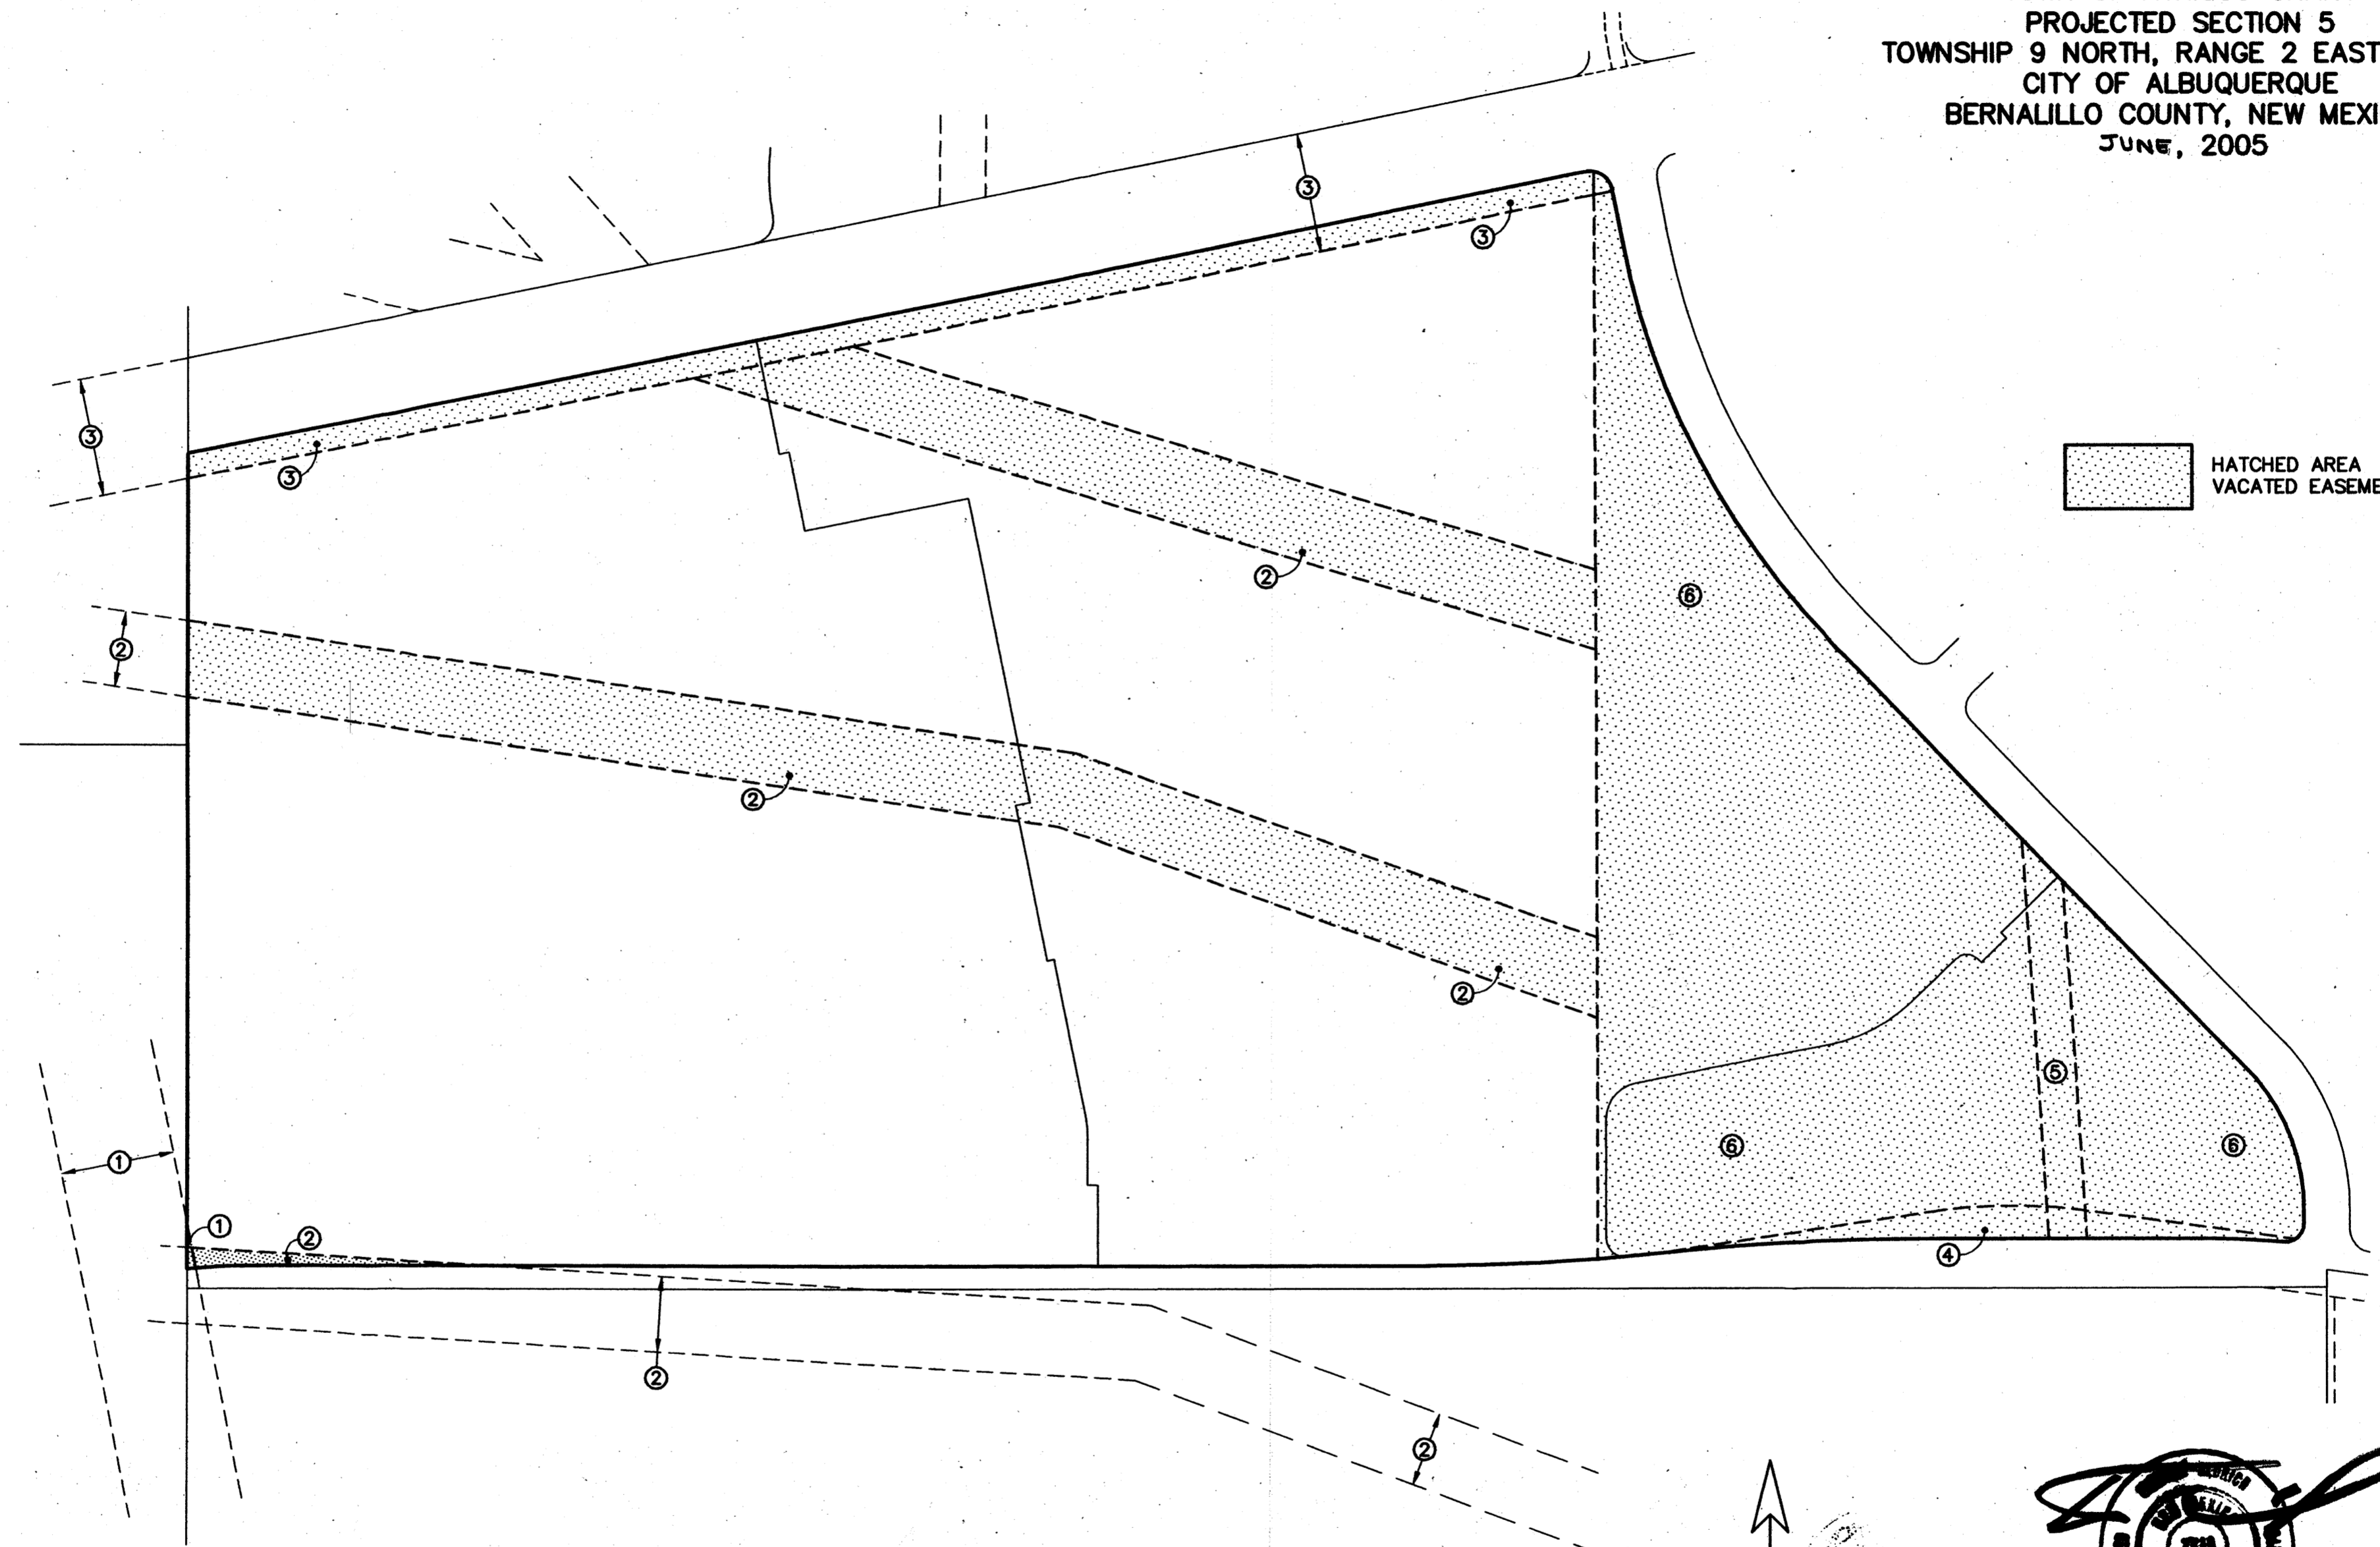 PROJECTED SECTION 5
TOWNSHIP 9 NORTH, RANGE 2 EAST
CITY OF ALBUQUERQUE
BERNALILLO COUNTY, NEW MEXI
JUNE, 2005
3
3
3
3
HATCHED AREA
VACATED EASEME
2
6
2
2
2
5
6
6
1
1
2
4
2
2